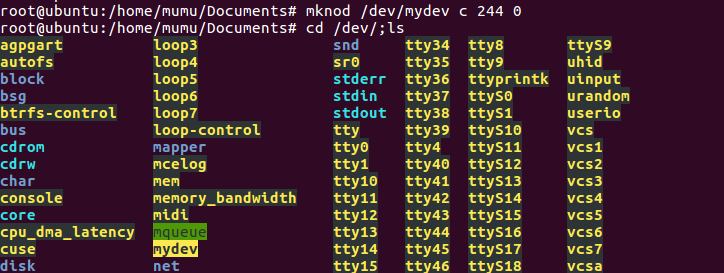 root@ubuntu:/home/mumu/Documents# mknod /dev/mydev c 244 0
root@ubuntu:/home/mumu/Documents# cd /dev/;ls
agpgart loop3 snd tty34 tty8 ttyS9
autofs loop4 sr0 tty35 tty9 uhid
block loop5 stderr tty36 ttyprintk uinput
bsg loop6 stdin tty37 ttyS0 urandom
btrfs-control loop7 stdout tty38 ttyS1 userio
bus loop-control tty tty39 ttyS10 vcs
cdrom mapper tty0 tty4 ttyS11 vcs1
cdrw mcelog tty1 tty40 ttyS12 vcs2
char mem tty10 tty41 ttyS13 vcs3
console memory_bandwidth tty11 tty42 ttyS14 vcs4
core midi tty12 tty43 ttyS15 vcs5
cpu_dma_latency mqueue tty13 tty44 ttyS16 vcs6
cuse mydev tty14 tty45 ttyS17 vcs7
disk net tty15 tty46 ttyS18 vcsa